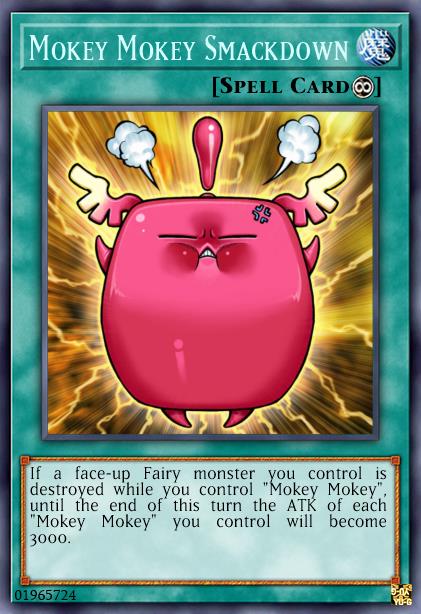 Mokey Mokey Smackdown 魔
[Spell Card]
If a face-up Fairy monster you control is
destroyed while you control "Mokey Mokey",
until the end of this turn the ATK of each
"Mokey Mokey" you control will become
3000.
01965724